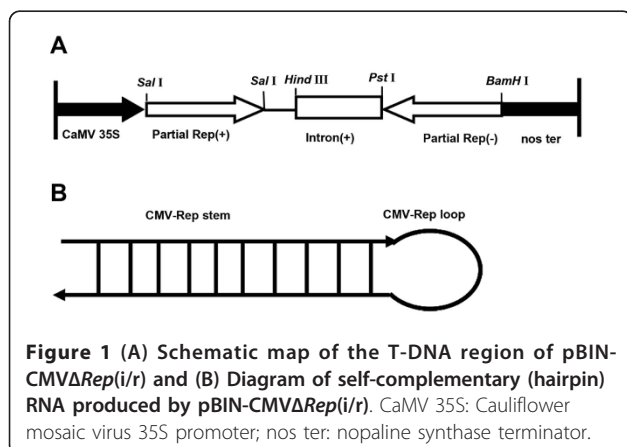 A
Sal I
Sal I
Hind III
Pst I
BamH I
CaMV 35S
Partial Rep(+)
Intron(+)
Partial Rep(-)
nos ter
B
CMV-Rep stem
CMV-Rep loop
Figure 1 (A) Schematic map of the T-DNA region of pBIN-
CMVΔRep(i/r) and (B) Diagram of self-complementary (hairpin)
RNA produced by pBIN-CMVΔRep(i/r). CaMV 35S: Cauliflower
mosaic virus 35S promoter; nos ter: nopaline synthase terminator.